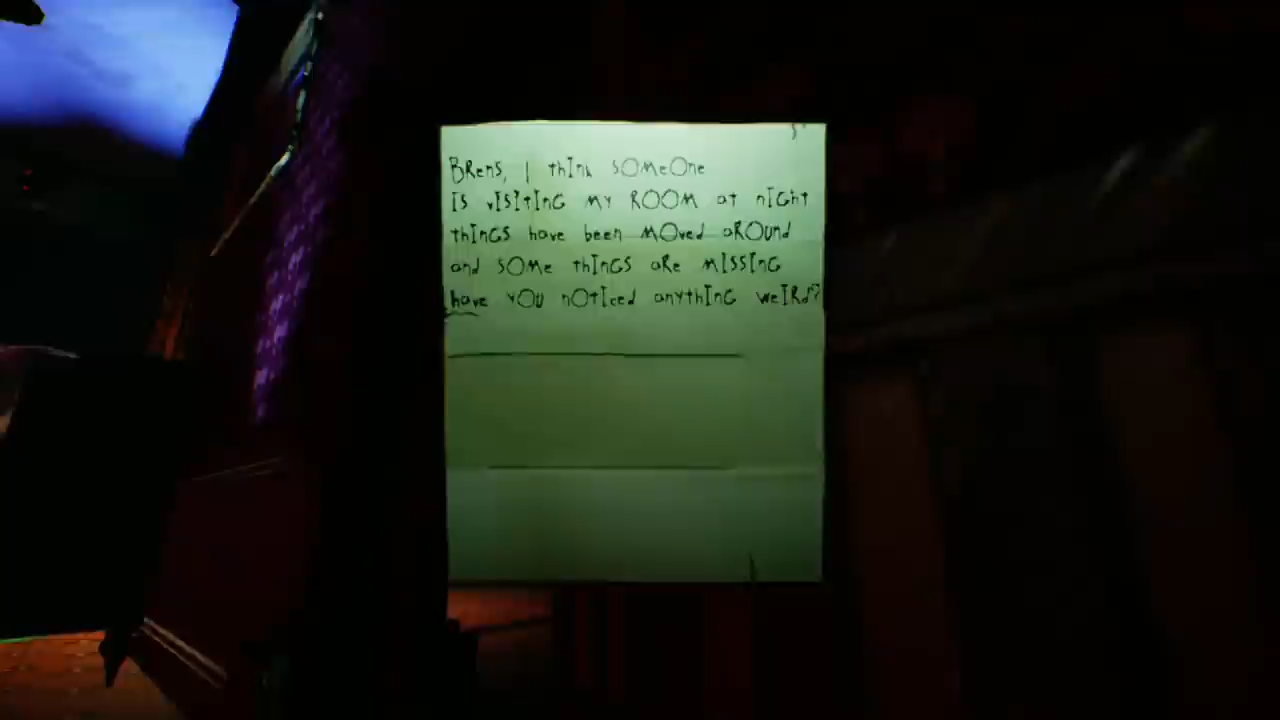 BRens, I thInk SOMeOne
IS vISItInG MY ROOM at nIGht
thInGS have been MOved aROUnd
and SOMe thInGS aRe MISSInG
have YOU nOtIced anythInG weIRd?